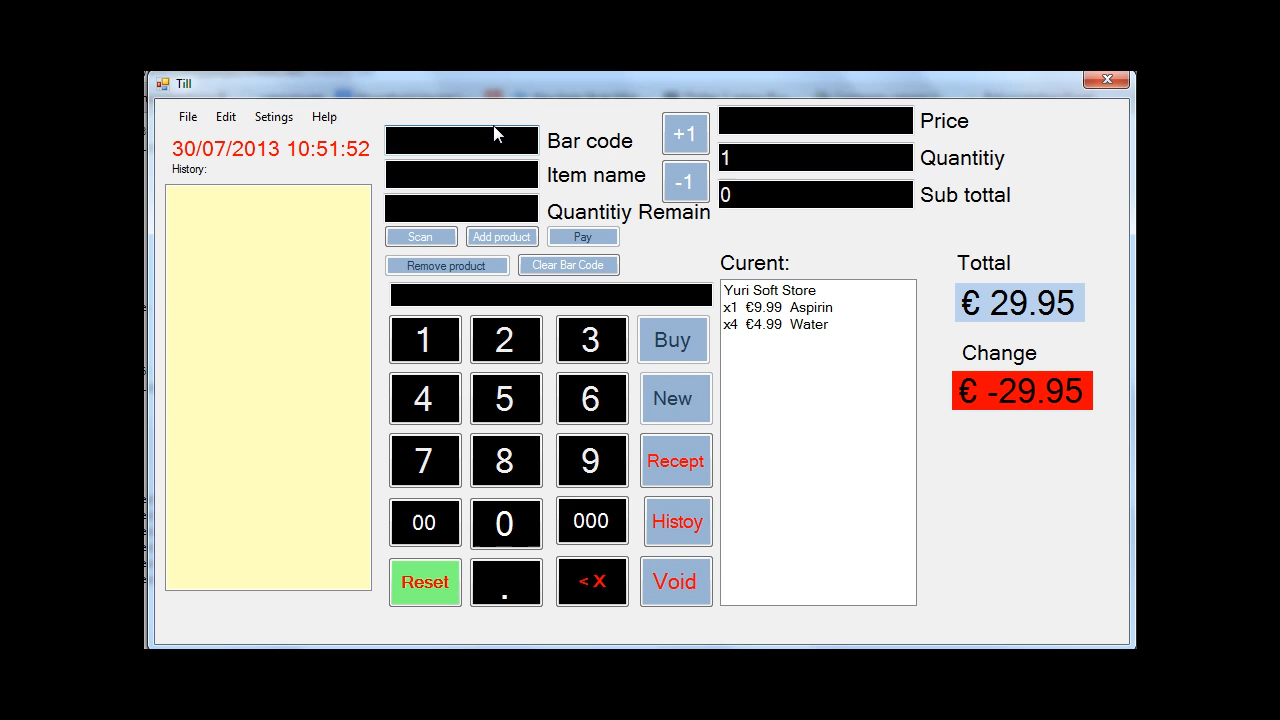 Till
File Edit Setings Help
30/07/2013 10:51:52
History:
Bar code
Item name
Quantitiy Remain
+1
-1
Price
1 Quantitiy
0 Sub tottal
Scan Add product Pay
Remove product Clear Bar Code
1 2 3 Buy
4 5 6 New
7 8 9 Recept
00 0 000 Histoy
Reset . < X Void
Curent:
Yuri Soft Store
x1 €9.99 Aspirin
x4 €4.99 Water
Tottal
€ 29.95
Change
€ -29.95